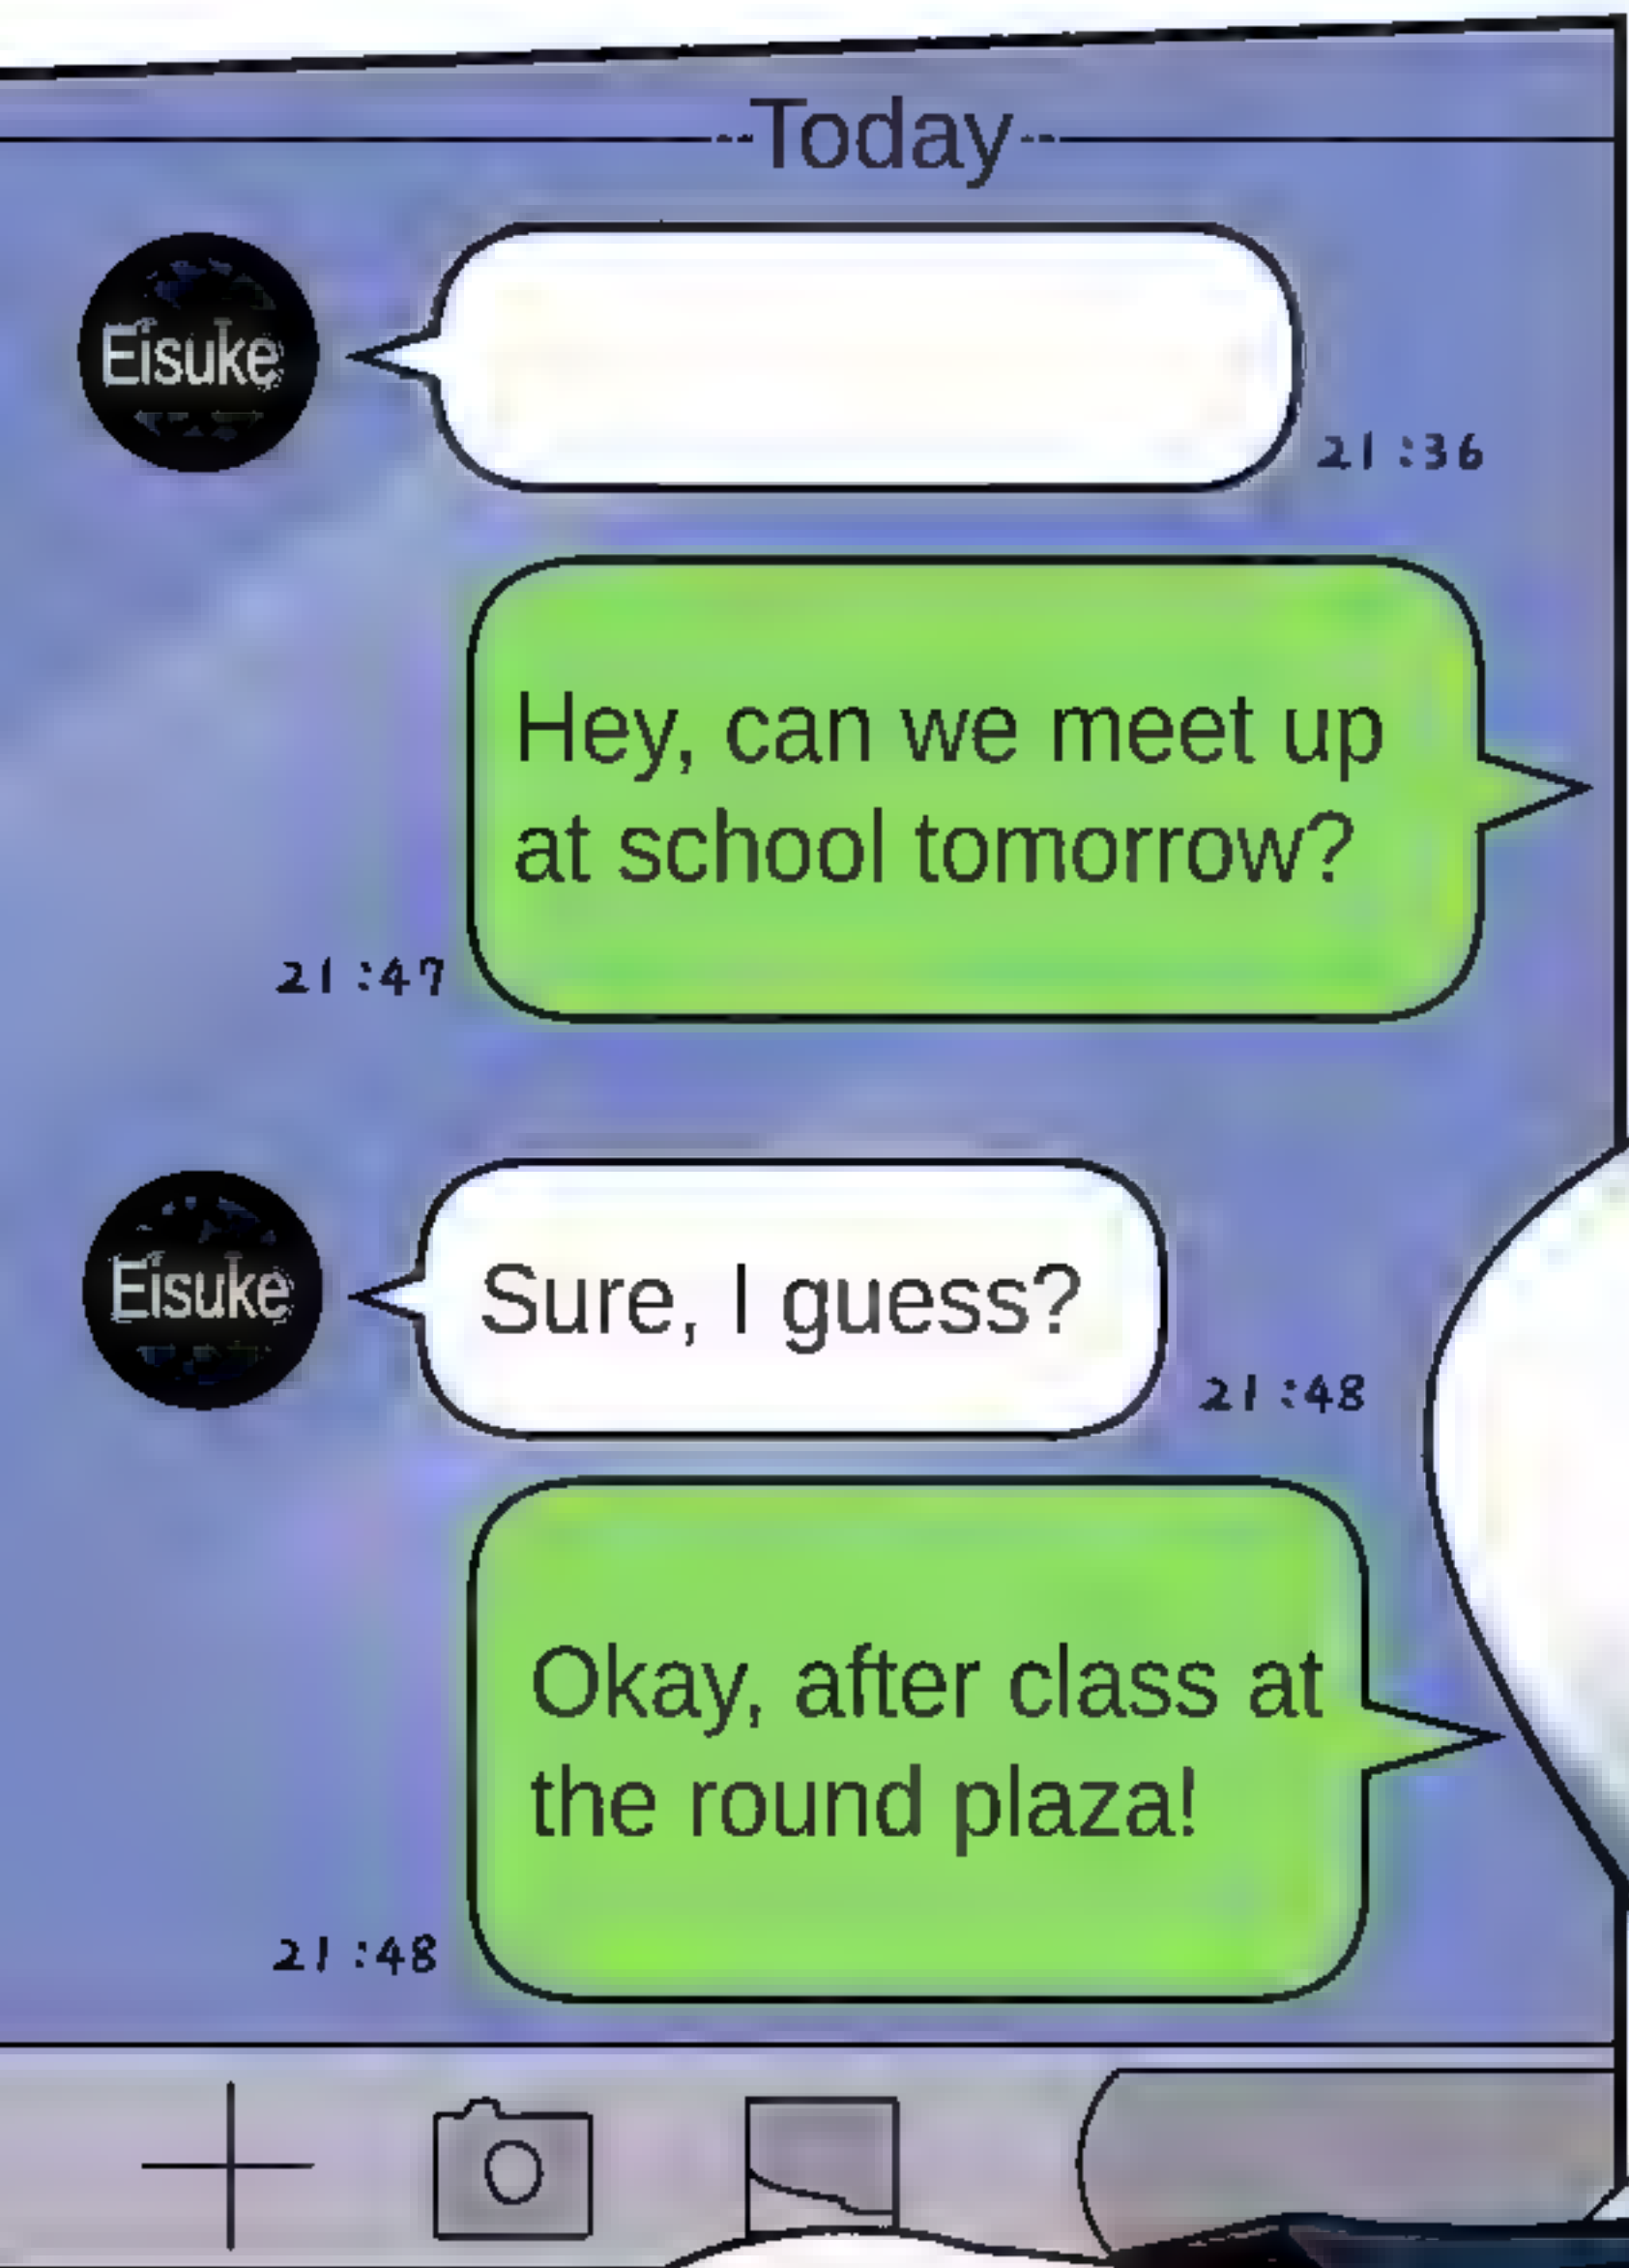 --Today--
Eisuke
21:36
Hey, can we meet up
at school tomorrow?
21:47
Eisuke
Sure, I guess?
21:48
Okay, after class at
the round plaza!
21:48